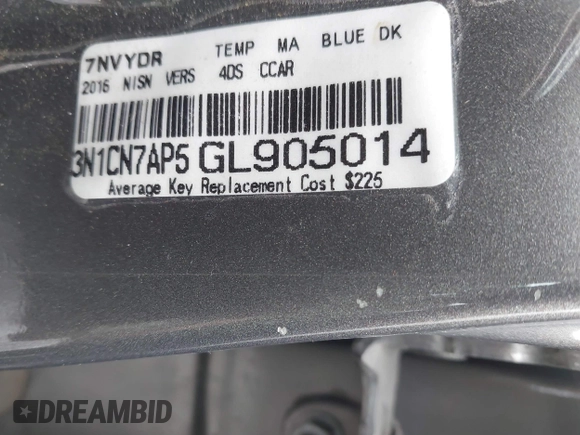 7NVYDR TEMP MA BLUE DK
2016 NISN VERS 4DS CCAR
3N1CN7AP5 GL905014
Average Key Replacement Cost $225
DREAMBID